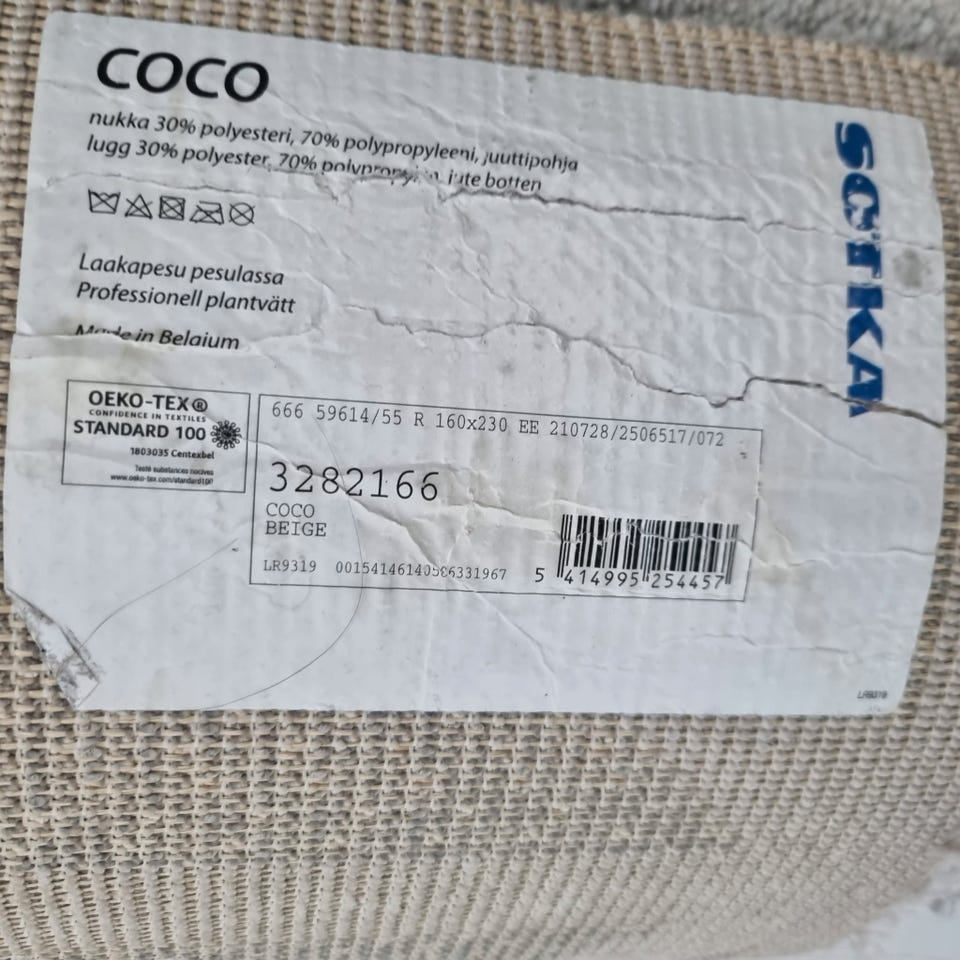 COCO
nukka 30% polyesteri, 70% polypropyleeni, juuttipohja
lugg 30% polyester, 70% jute botten
SOTKA
Laakapesu pesulassa
Professionell plantvätt
Made in Belgium
OEKO-TEX®
CONFIDENCE IN TEXTILES
STANDARD 100
1803035 Centexbel
Testé substances nocives
www.oeko-tex.com/standard100
666 59614/55 R 160x230 EE 210728/2506517/072
3282166
COCO
BEIGE
LR9319
5 414995 254457
LR9319